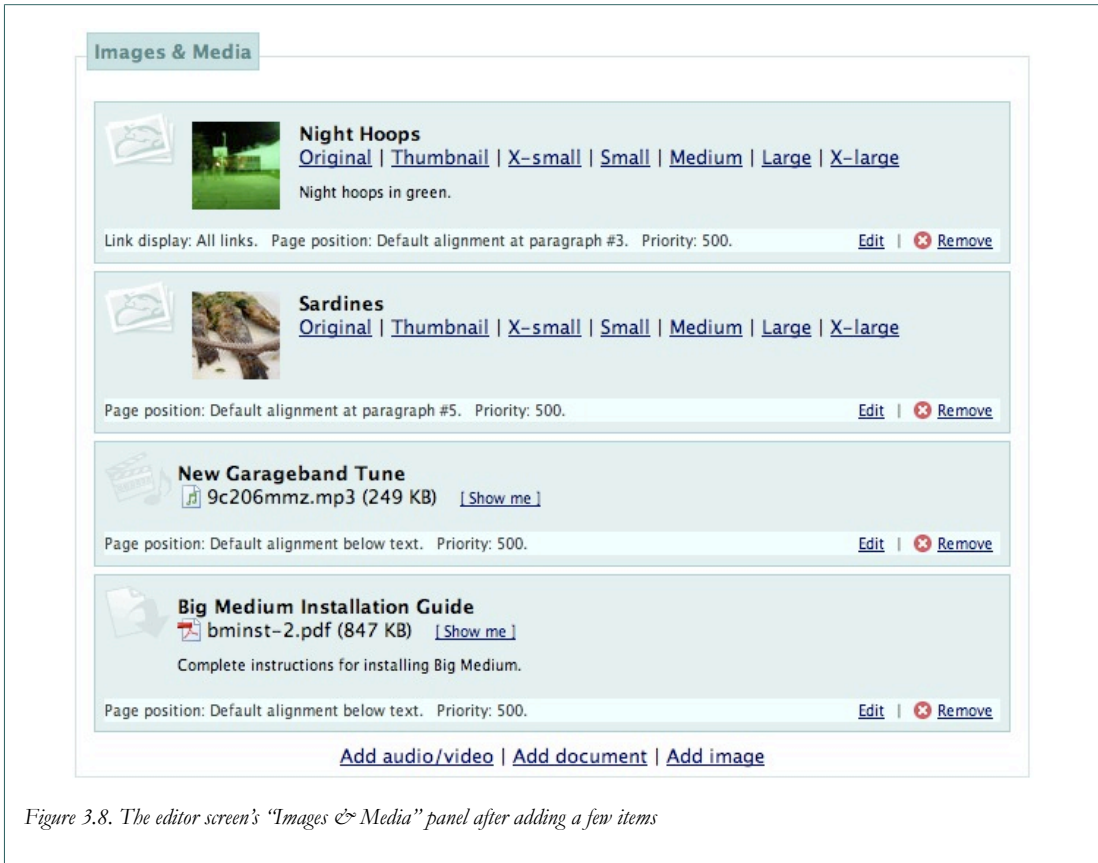 Images & Media
Night Hoops
Original | Thumbnail | X-small | Small | Medium | Large | X-large
Night hoops in green.
Link display: All links. Page position: Default alignment at paragraph #3. Priority: 500. Edit | Remove
Sardines
Original | Thumbnail | X-small | Small | Medium | Large | X-large
Page position: Default alignment at paragraph #5. Priority: 500. Edit | Remove
New Garageband Tune
9c206mmz.mp3 (249 KB) [ Show me ]
Page position: Default alignment below text. Priority: 500. Edit | Remove
Big Medium Installation Guide
bminst-2.pdf (847 KB) [ Show me ]
Complete instructions for installing Big Medium.
Page position: Default alignment below text. Priority: 500. Edit | Remove
Add audio/video | Add document | Add image
Figure 3.8. The editor screen's “Images & Media” panel after adding a few items